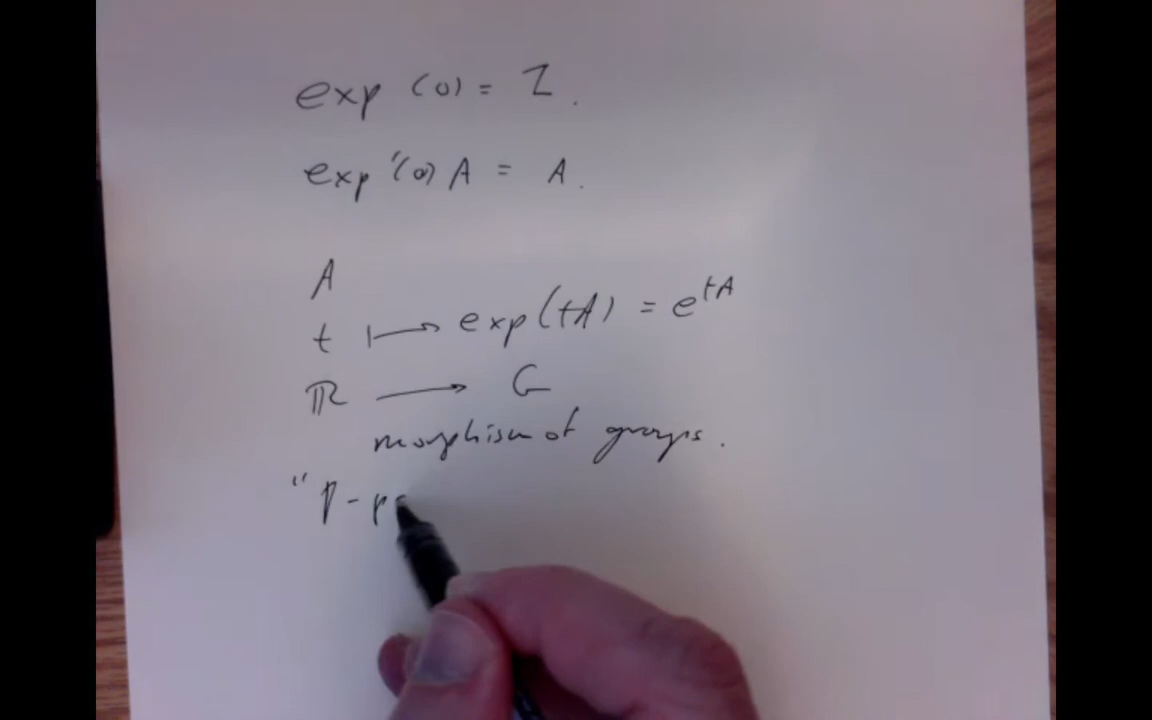 exp (0) = I.
exp'(0) A = A.
A
t ↦ exp(tA) = e^{tA}
ℝ ⟶ G
morphism of groups.
"